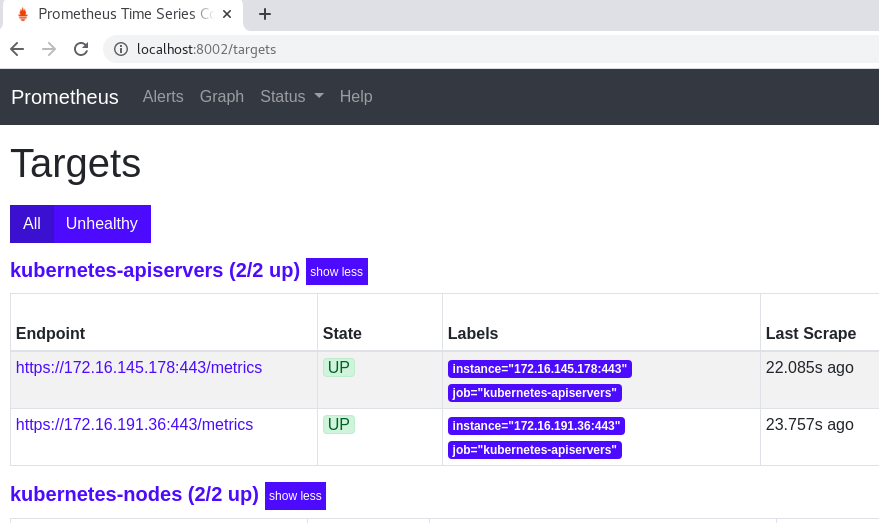 Prometheus Time Series Co
localhost:8002/targets
Prometheus Alerts Graph Status Help
Targets
All Unhealthy
kubernetes-apiservers (2/2 up) show less
Endpoint State Labels Last Scrape
https://172.16.145.178:443/metrics UP instance="172.16.145.178:443" 22.085s ago
job="kubernetes-apiservers"
https://172.16.191.36:443/metrics UP instance="172.16.191.36:443" 23.757s ago
job="kubernetes-apiservers"
kubernetes-nodes (2/2 up) show less